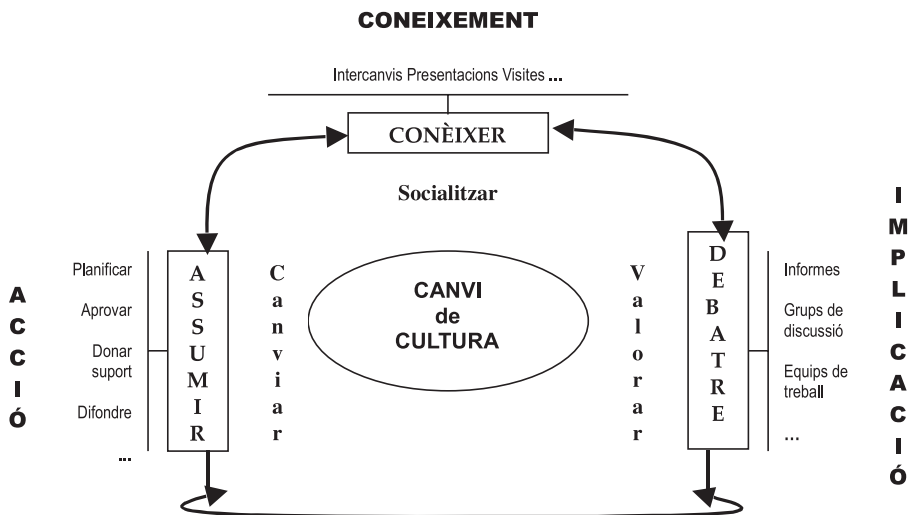 CONEIXEMENT
Intercanvis Presentacions Visites ...
CONÈIXER
Socialitzar
ACCIÓ
Planificar
Aprovar
Donar
suport
Difondre
...
ASSUMIR
Canviar
CANVI
de
CULTURA
Valorar
DEBATRE
Informes
Grups de
discussió
Equips de
treball
...
IMPLICACIÓ